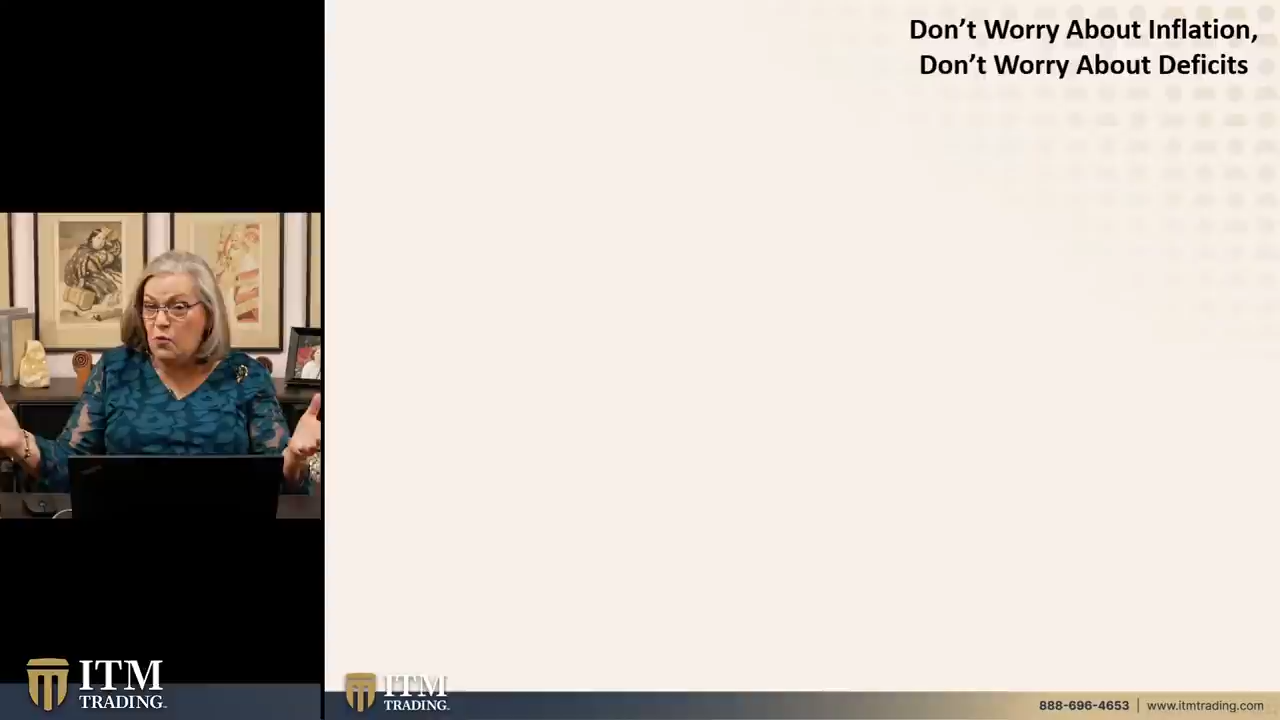 Don't Worry About Inflation,
Don't Worry About Deficits
ITM
TRADING
ITM
TRADING
888-696-4653 | www.itmtrading.com